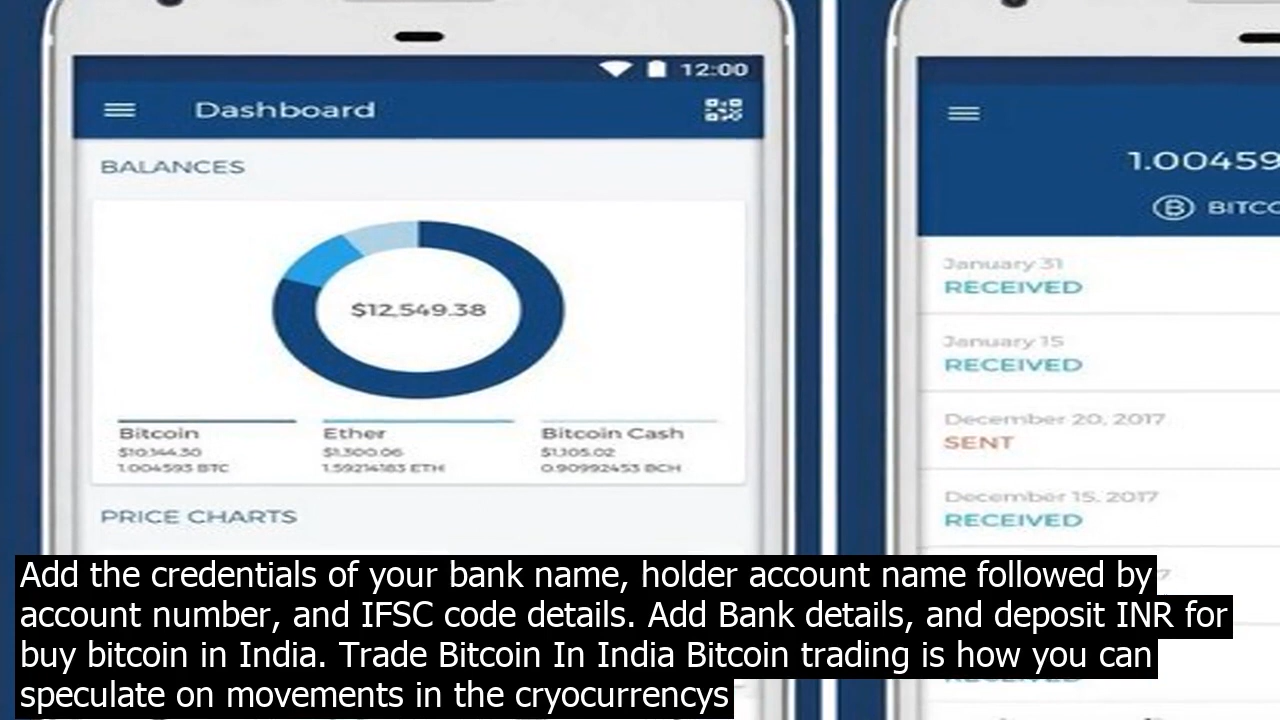 12:00
Dashboard
BALANCES
$12,549.38
Bitcoin
$10,144.30
1.004593 BTC
Ether
$1,300.06
1.59214183 ETH
Bitcoin Cash
$1,105.02
0.90992453 BCH
PRICE CHARTS
1.00459
BITCO
January 31
RECEIVED
January 15
RECEIVED
December 20, 2017
SENT
December 15, 2017
RECEIVED
Add the credentials of your bank name, holder account name followed by
account number, and IFSC code details. Add Bank details, and deposit INR for
buy bitcoin in India. Trade Bitcoin In India Bitcoin trading is how you can
speculate on movements in the cryocurrencys